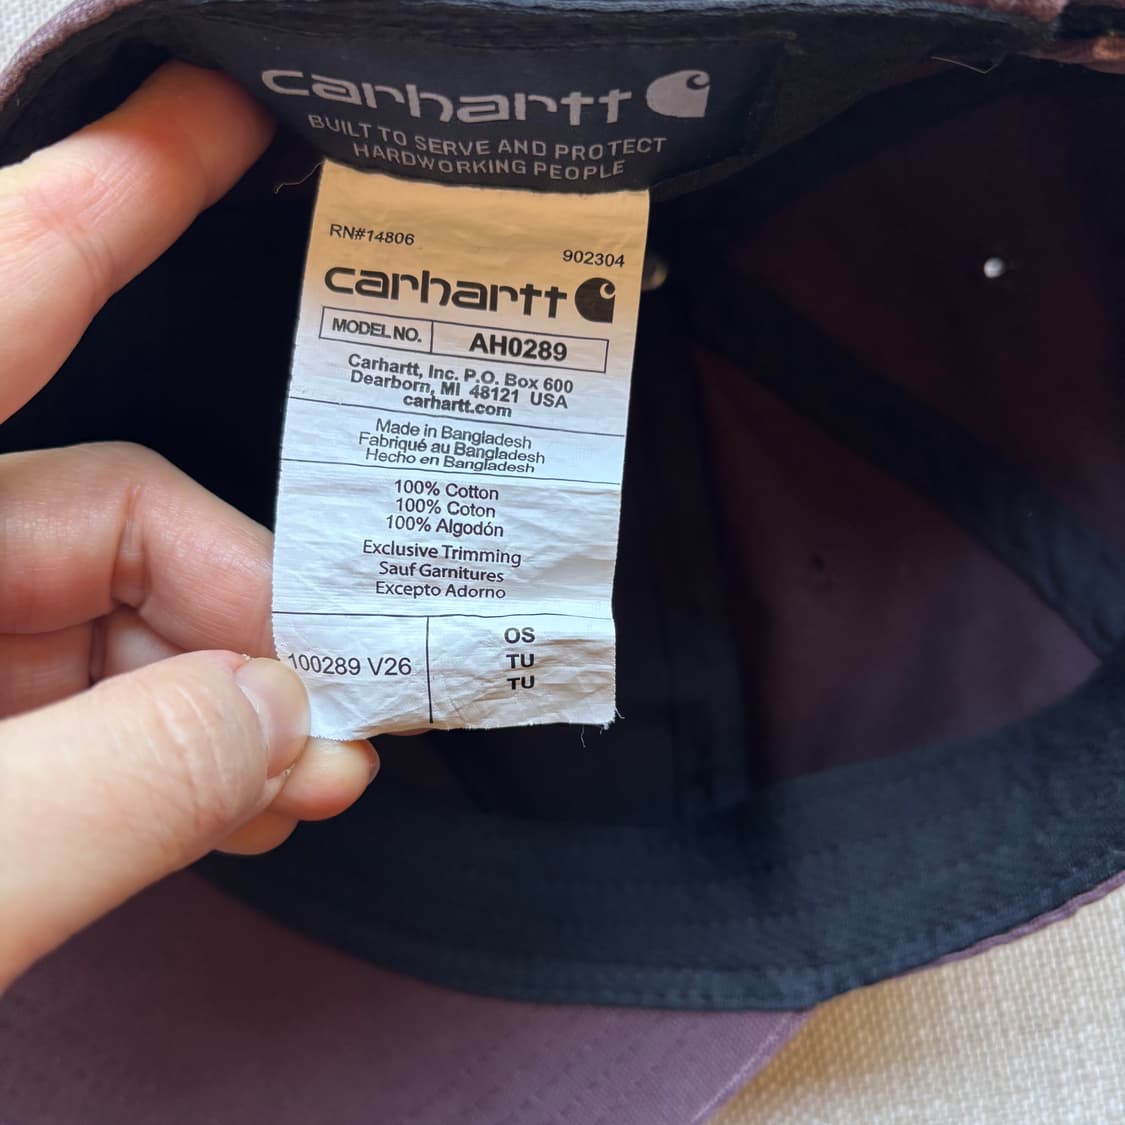 carhartt
BUILT TO SERVE AND PROTECT
HARDWORKING PEOPLE
RN#14806
902304
carhartt
MODEL NO. AH0289
Carhartt, Inc. P.O. Box 600
Dearborn, MI 48121 USA
carhartt.com
Made in Bangladesh
Fabriqué au Bangladesh
Hecho en Bangladesh
100% Cotton
100% Coton
100% Algodón
Exclusive Trimming
Sauf Garnitures
Excepto Adorno
100289 V26
OS
TU
TU